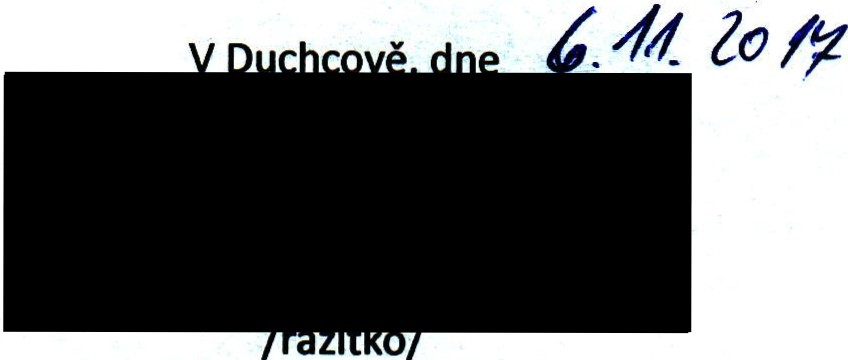 V Duchcově, dne 6. 11. 2017
/razítko/